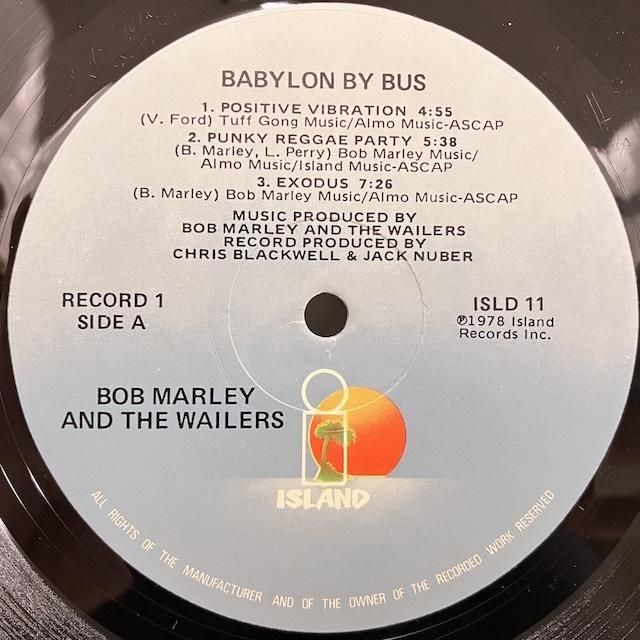 BABYLON BY BUS
1. POSITIVE VIBRATION 4:55
(V. Ford) Tuff Gong Music/Almo Music-ASCAP
2. PUNKY REGGAE PARTY 5:38
(B. Marley, L. Perry) Bob Marley Music/
Almo Music/Island Music-ASCAP
3. EXODUS 7:26
(B. Marley) Bob Marley Music/Almo Music-ASCAP
MUSIC PRODUCED BY
BOB MARLEY AND THE WAILERS
RECORD PRODUCED BY
CHRIS BLACKWELL & JACK NUBER
RECORD 1
SIDE A
ISLD 11
℗1978 Island
Records Inc.
BOB MARLEY
AND THE WAILERS
i
ISLAND
ALL RIGHTS OF THE MANUFACTURER AND OF THE OWNER OF THE RECORDED WORK RESERVED